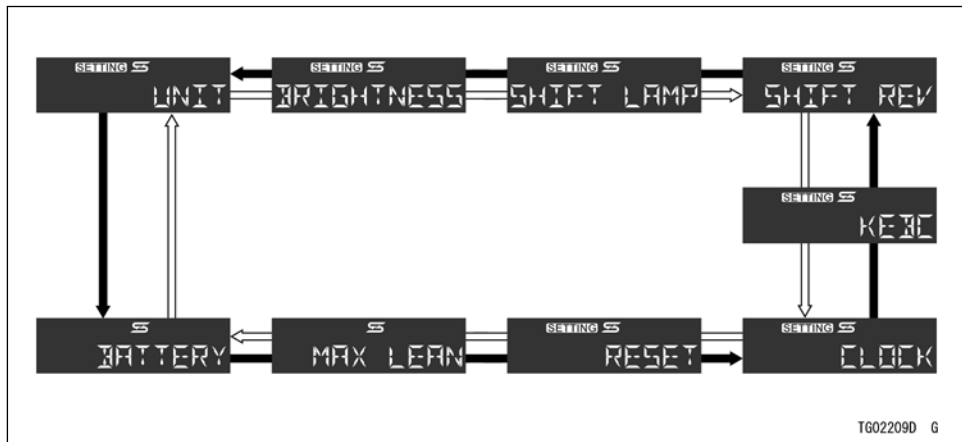 SETTING
UNIT
SETTING
BRIGHTNESS
SETTING
SHIFT LAMP
SETTING
SHIFT REV
SETTING
KEBC
BATTERY
MAX LEAN
SETTING
RESET
SETTING
CLOCK
TG02209D G